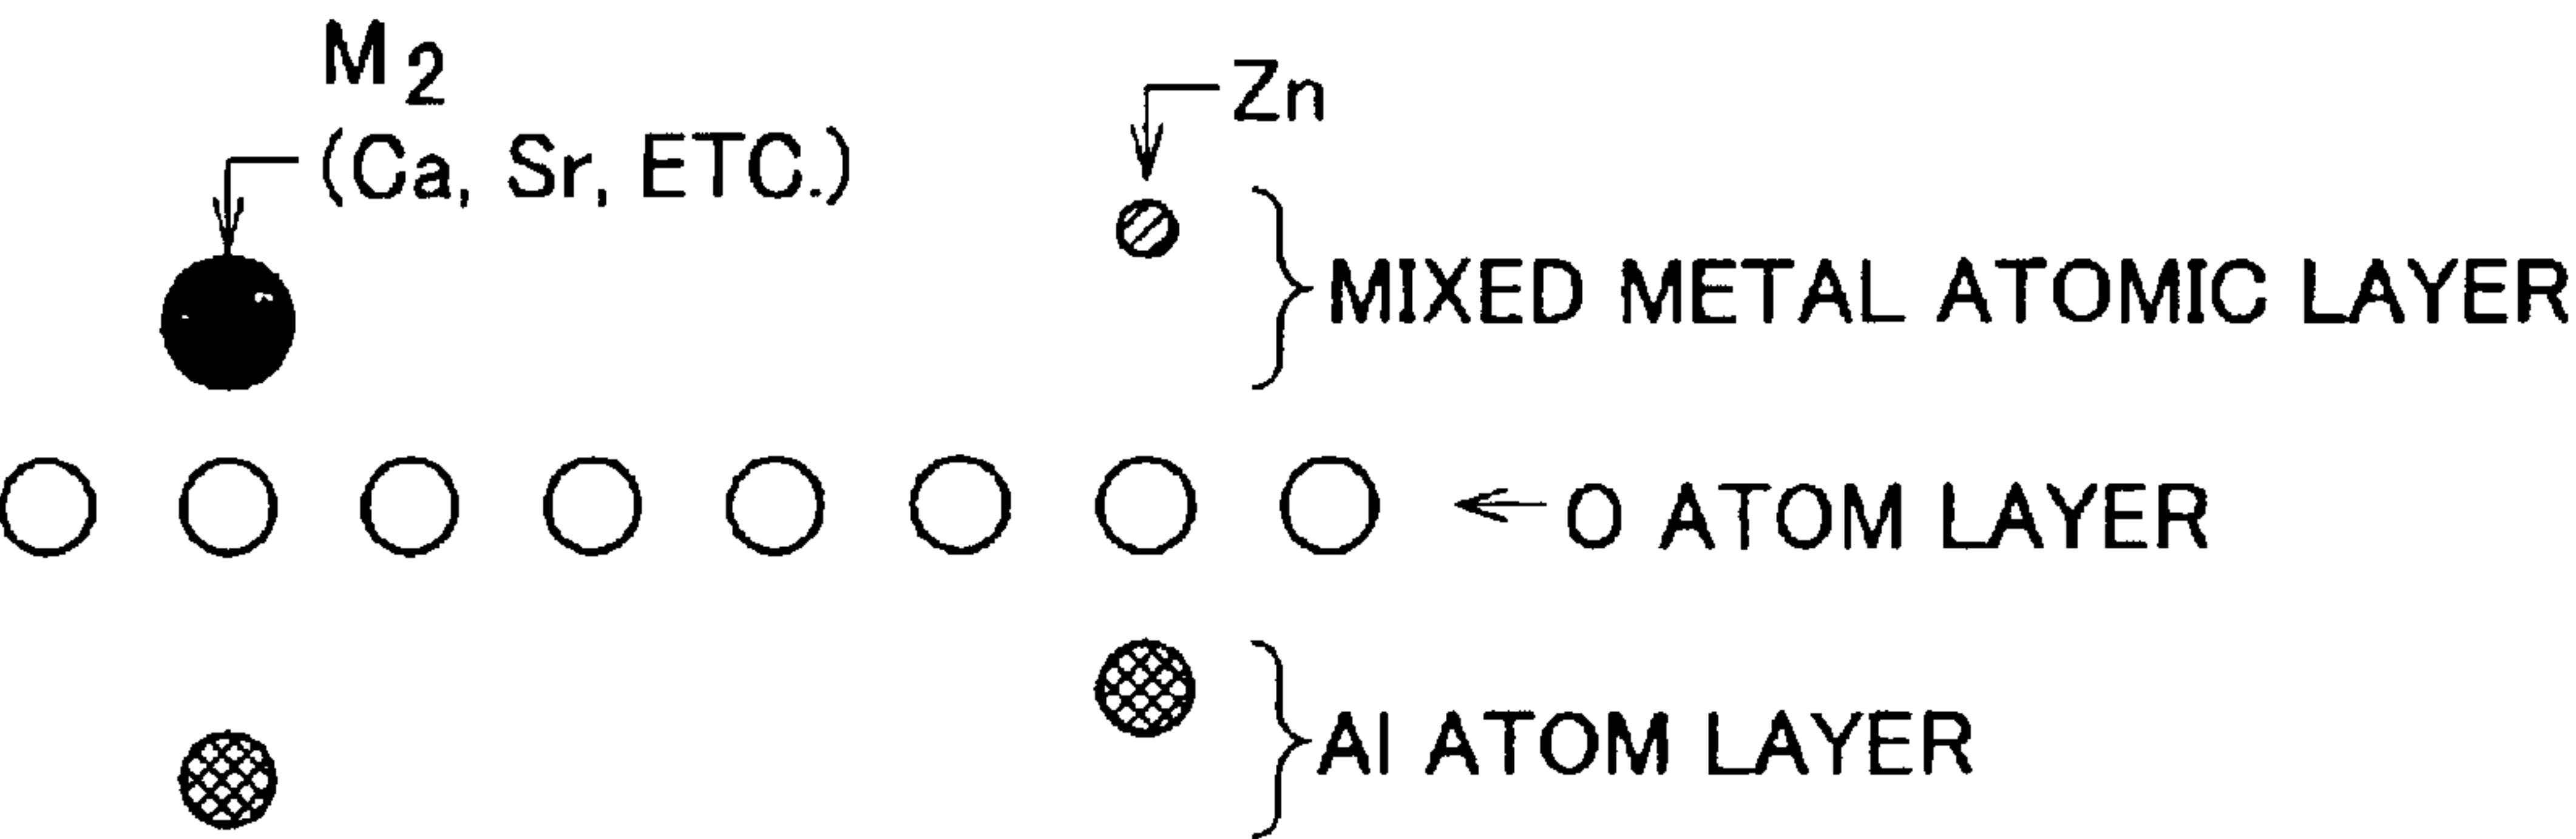 M2
(Ca, Sr, ETC.)
Zn
MIXED METAL ATOMIC LAYER
O ATOM LAYER
Al ATOM LAYER